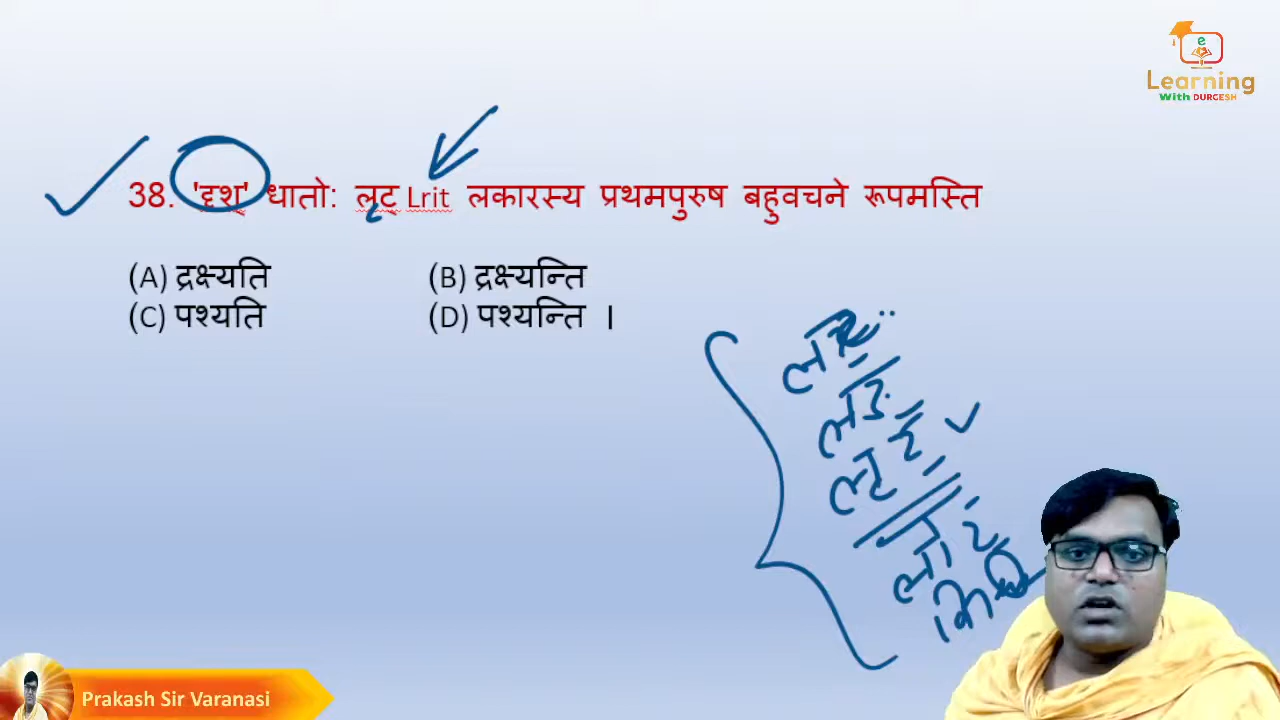 e
Learning
With DURGESH
38. 'दृश्' धातो: लृट् Lrit लकारस्य प्रथमपुरुष बहुवचने रूपमस्ति
(A) द्रक्ष्यति (B) द्रक्ष्यन्ति
(C) पश्यति (D) पश्यन्ति ।
लङ्
लृट्
लोट्
Prakash Sir Varanasi